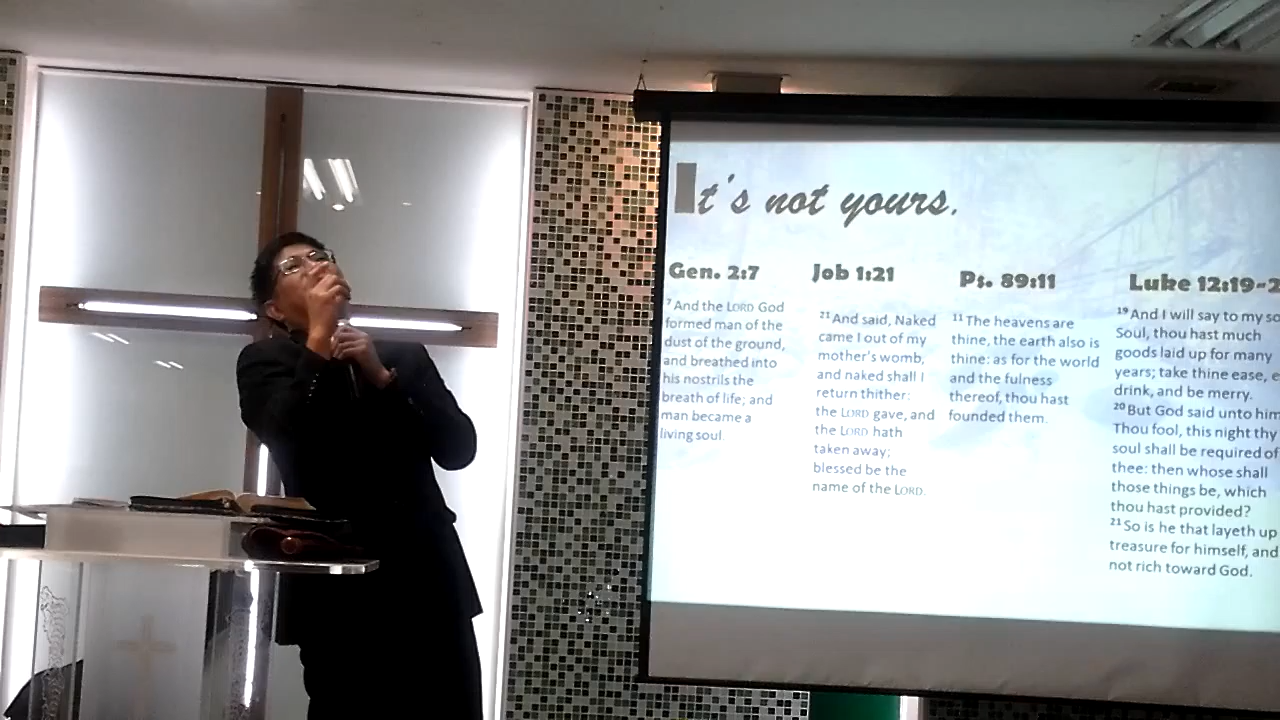 It's not yours.
Gen. 2:7
7 And the LORD God
formed man of the
dust of the ground,
and breathed into
his nostrils the
breath of life; and
man became a
living soul.
Job 1:21
21 And said, Naked
came I out of my
mother's womb,
and naked shall I
return thither:
the LORD gave, and
the LORD hath
taken away;
blessed be the
name of the LORD.
Ps. 89:11
11 The heavens are
thine, the earth also is
thine: as for the world
and the fulness
thereof, thou hast
founded them.
Luke 12:19-2
19 And I will say to my so
Soul, thou hast much
goods laid up for many
years; take thine ease, e
drink, and be merry.
20 But God said unto him
Thou fool, this night thy
soul shall be required of
thee: then whose shall
those things be, which
thou hast provided?
21 So is he that layeth up
treasure for himself, and
not rich toward God.